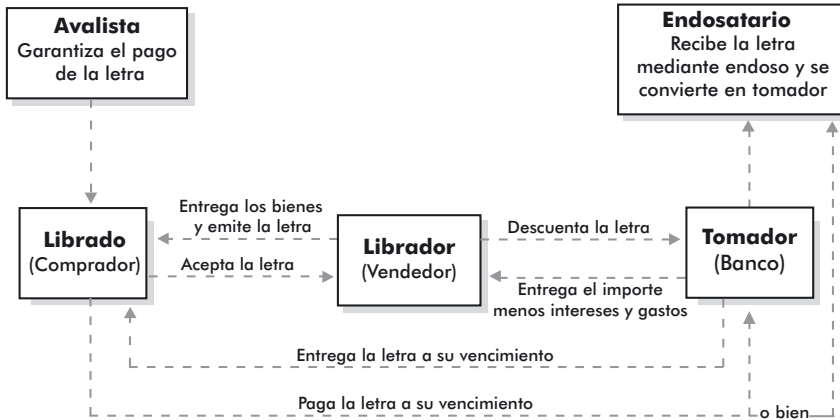 Avalista
Garantiza el pago
de la letra
Endosatario
Recibe la letra
mediante endoso y se
convierte en tomador
Librado
(Comprador)
Entrega los bienes
y emite la letra
Acepta la letra
Librador
(Vendedor)
Descuenta la letra
Entrega el importe
menos intereses y gastos
Tomador
(Banco)
Entrega la letra a su vencimiento
Paga la letra a su vencimiento
o bien